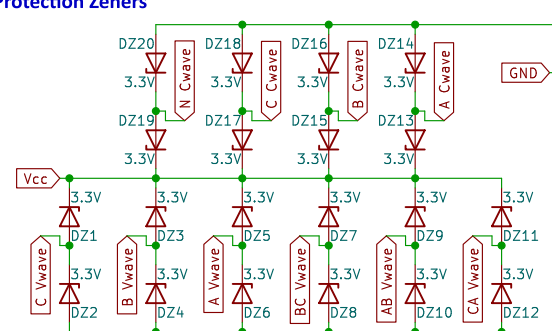 Protection Zeners
DZ20 DZ18 DZ16 DZ14
N Cwave C Cwave B Cwave A Cwave
GND
3.3V 3.3V 3.3V 3.3V
DZ19 DZ17 DZ15 DZ13
3.3V 3.3V 3.3V 3.3V
Vcc
3.3V 3.3V 3.3V 3.3V 3.3V 3.3V
DZ1 DZ3 DZ5 DZ7 DZ9 DZ11
C Vwave B Vwave A Vwave BC Vwave AB Vwave CA Vwave
3.3V 3.3V 3.3V 3.3V 3.3V 3.3V
DZ2 DZ4 DZ6 DZ8 DZ10 DZ12